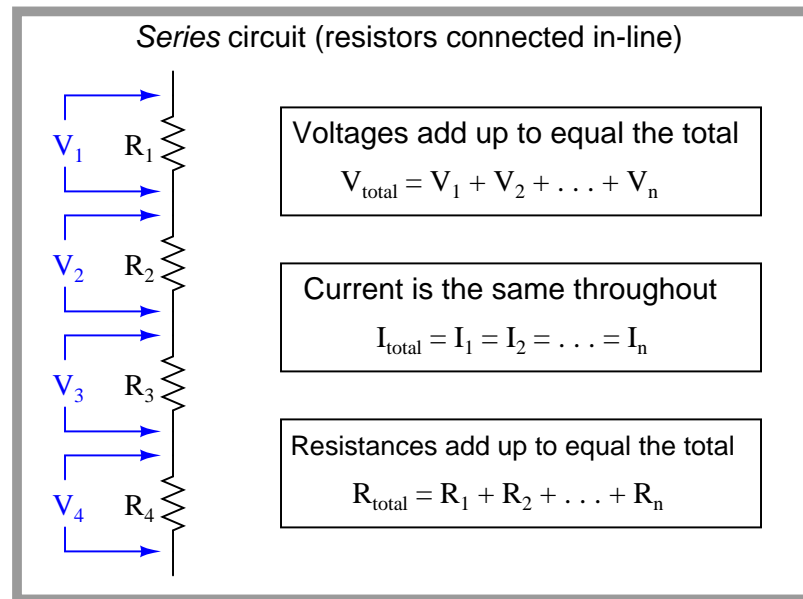 Series circuit (resistors connected in-line)
V1
R1
V2
R2
V3
R3
V4
R4
Voltages add up to equal the total
Vtotal = V1 + V2 + . . . + Vn
Current is the same throughout
Itotal = I1 = I2 = . . . = In
Resistances add up to equal the total
Rtotal = R1 + R2 + . . . + Rn